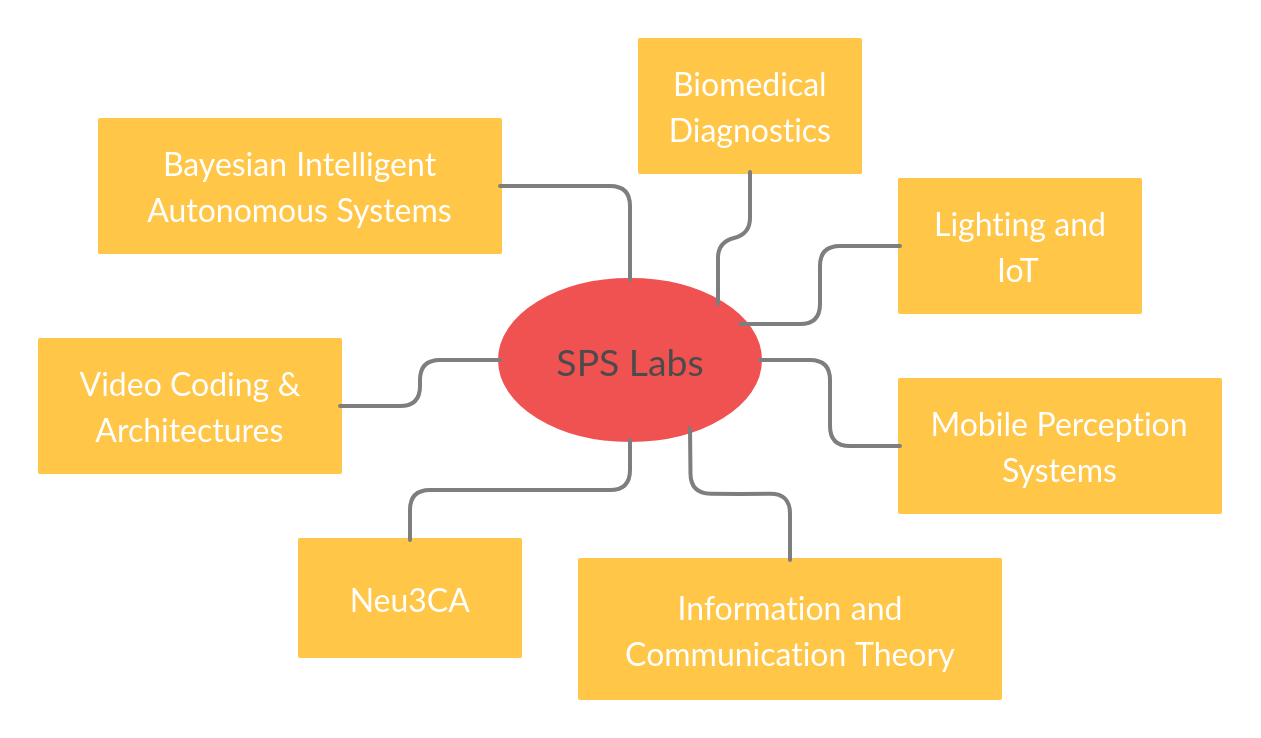 Biomedical
Diagnostics
Bayesian Intelligent
Autonomous Systems
Lighting and
IoT
SPS Labs
Video Coding &
Architectures
Mobile Perception
Systems
Neu3CA
Information and
Communication Theory